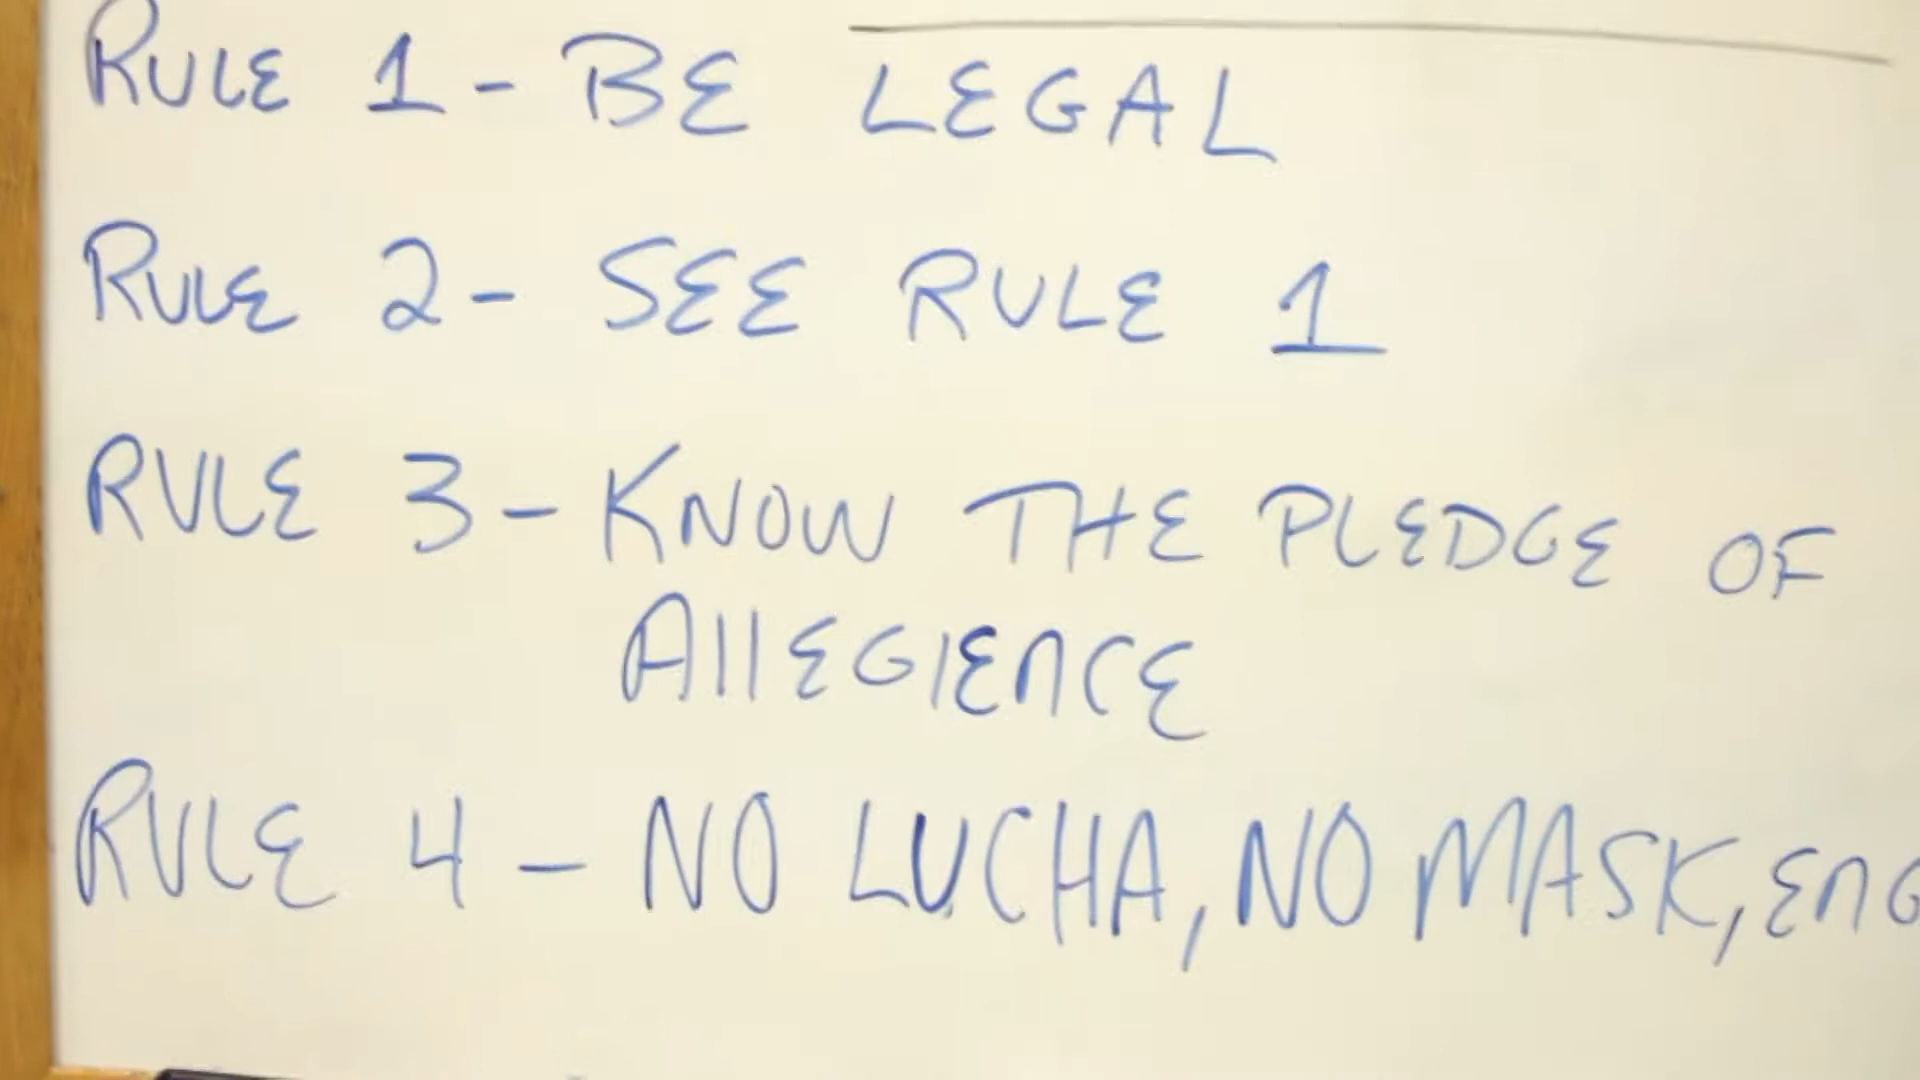 RULE 1 - BE LEGAL
RULE 2 - SEE RULE 1
RULE 3 - KNOW THE PLEDGE OF
AllEGIENCE
RULE 4 - NO LUCHA, NO MASK, ENG